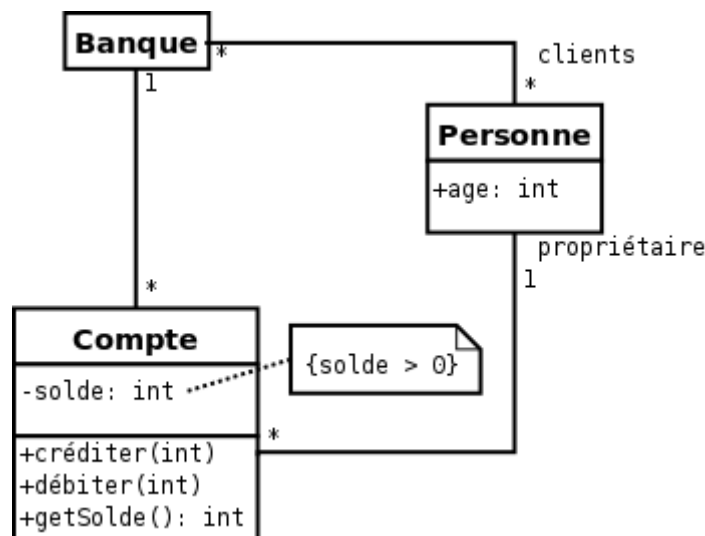 Banque
*
clients
1
*
Personne
+age: int
propriétaire
1
*
Compte
{solde > 0}
-solde: int
*
+créditer(int)
+débiter(int)
+getSolde(): int